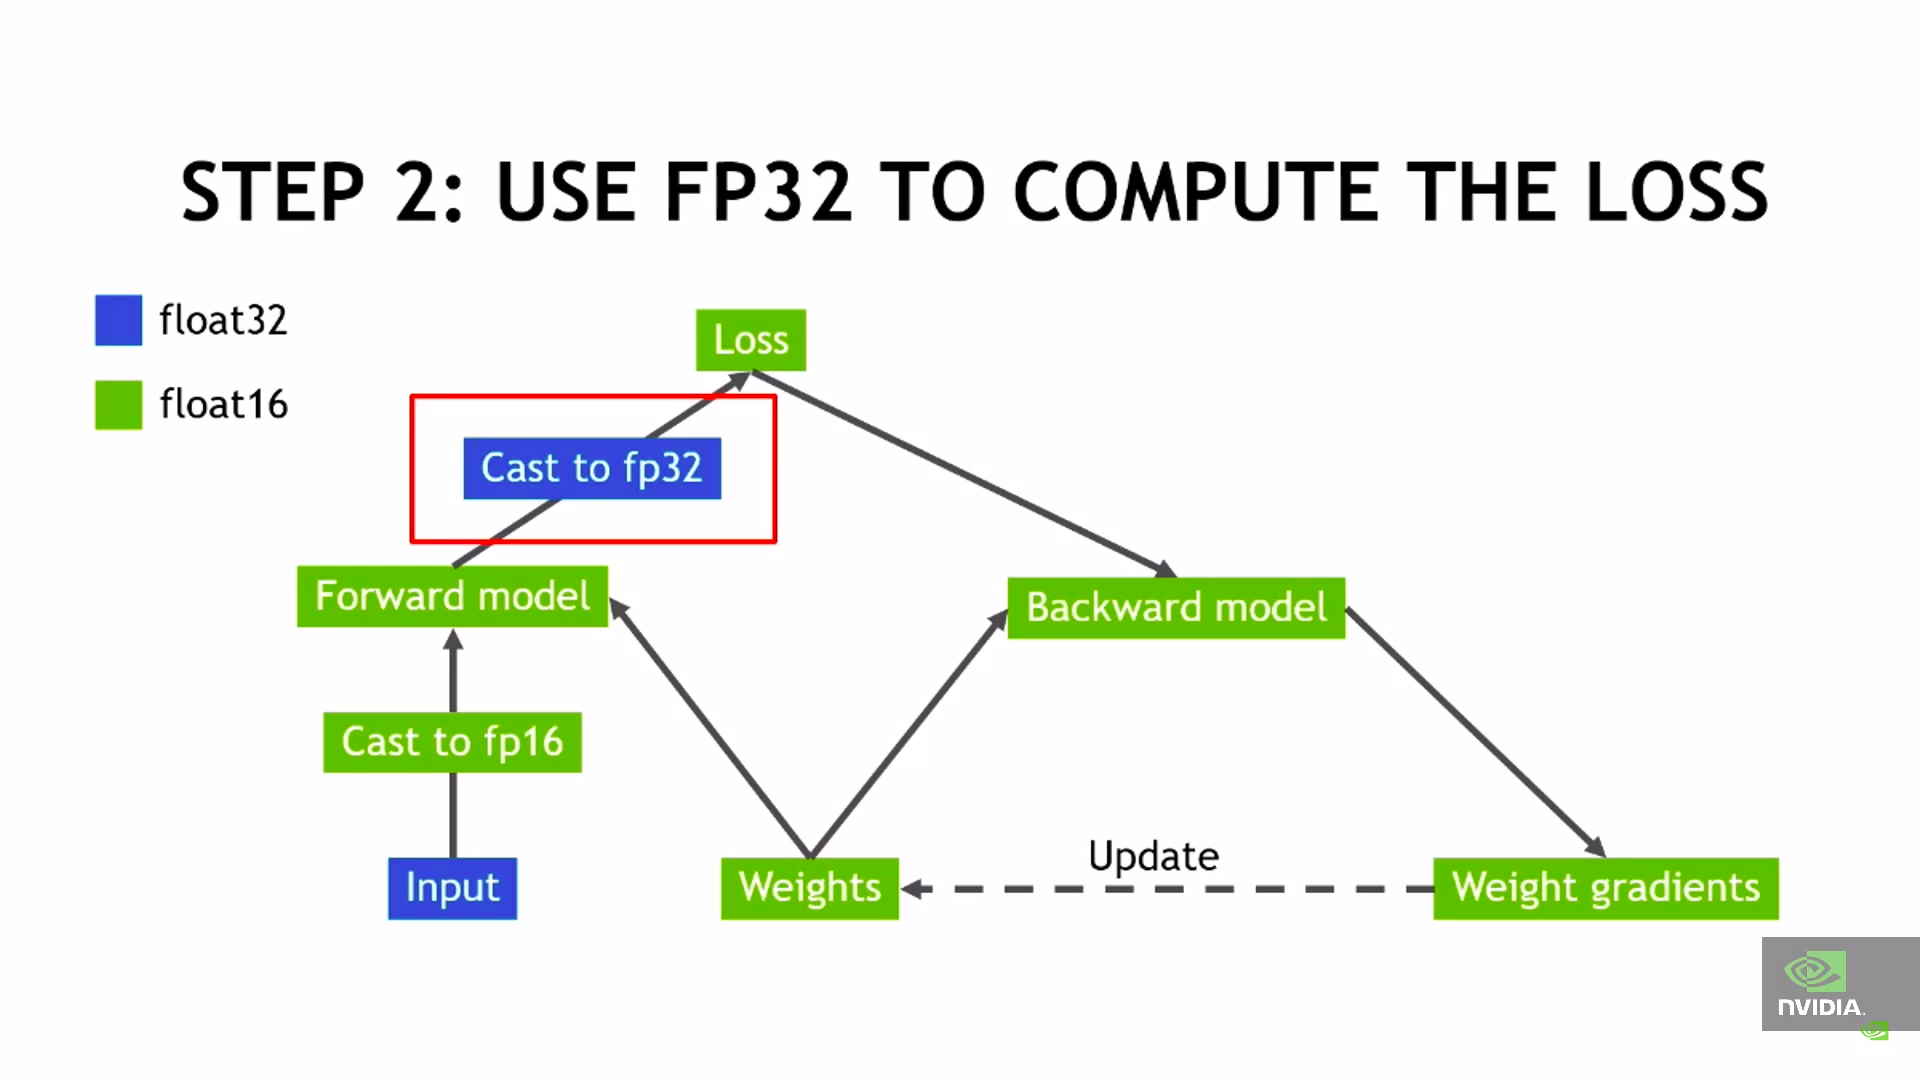 STEP 2: USE FP32 TO COMPUTE THE LOSS
float32
float16
Loss
Cast to fp32
Forward model
Backward model
Cast to fp16
Update
Input
Weights
Weight gradients
NVIDIA.